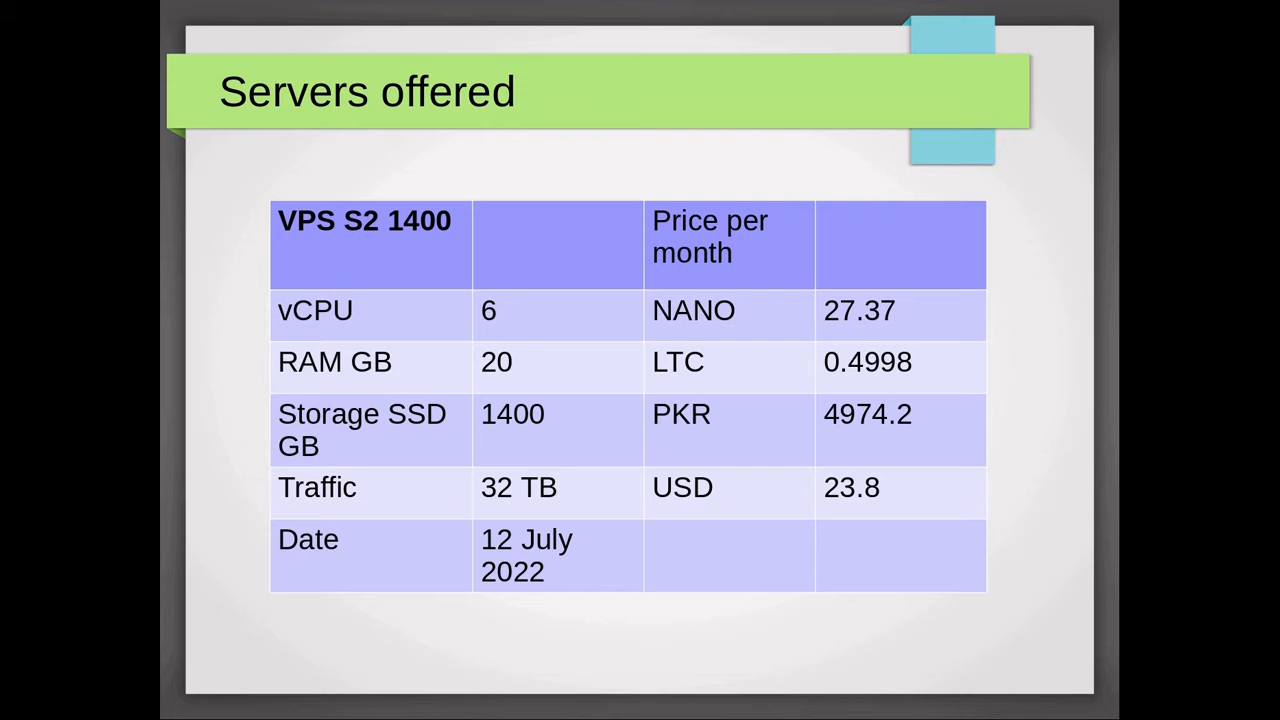 Servers offered
VPS S2 1400
Price per
month
vCPU 6 NANO 27.37
RAM GB 20 LTC 0.4998
Storage SSD
GB
1400 PKR 4974.2
Traffic 32 TB USD 23.8
Date
12 July
2022